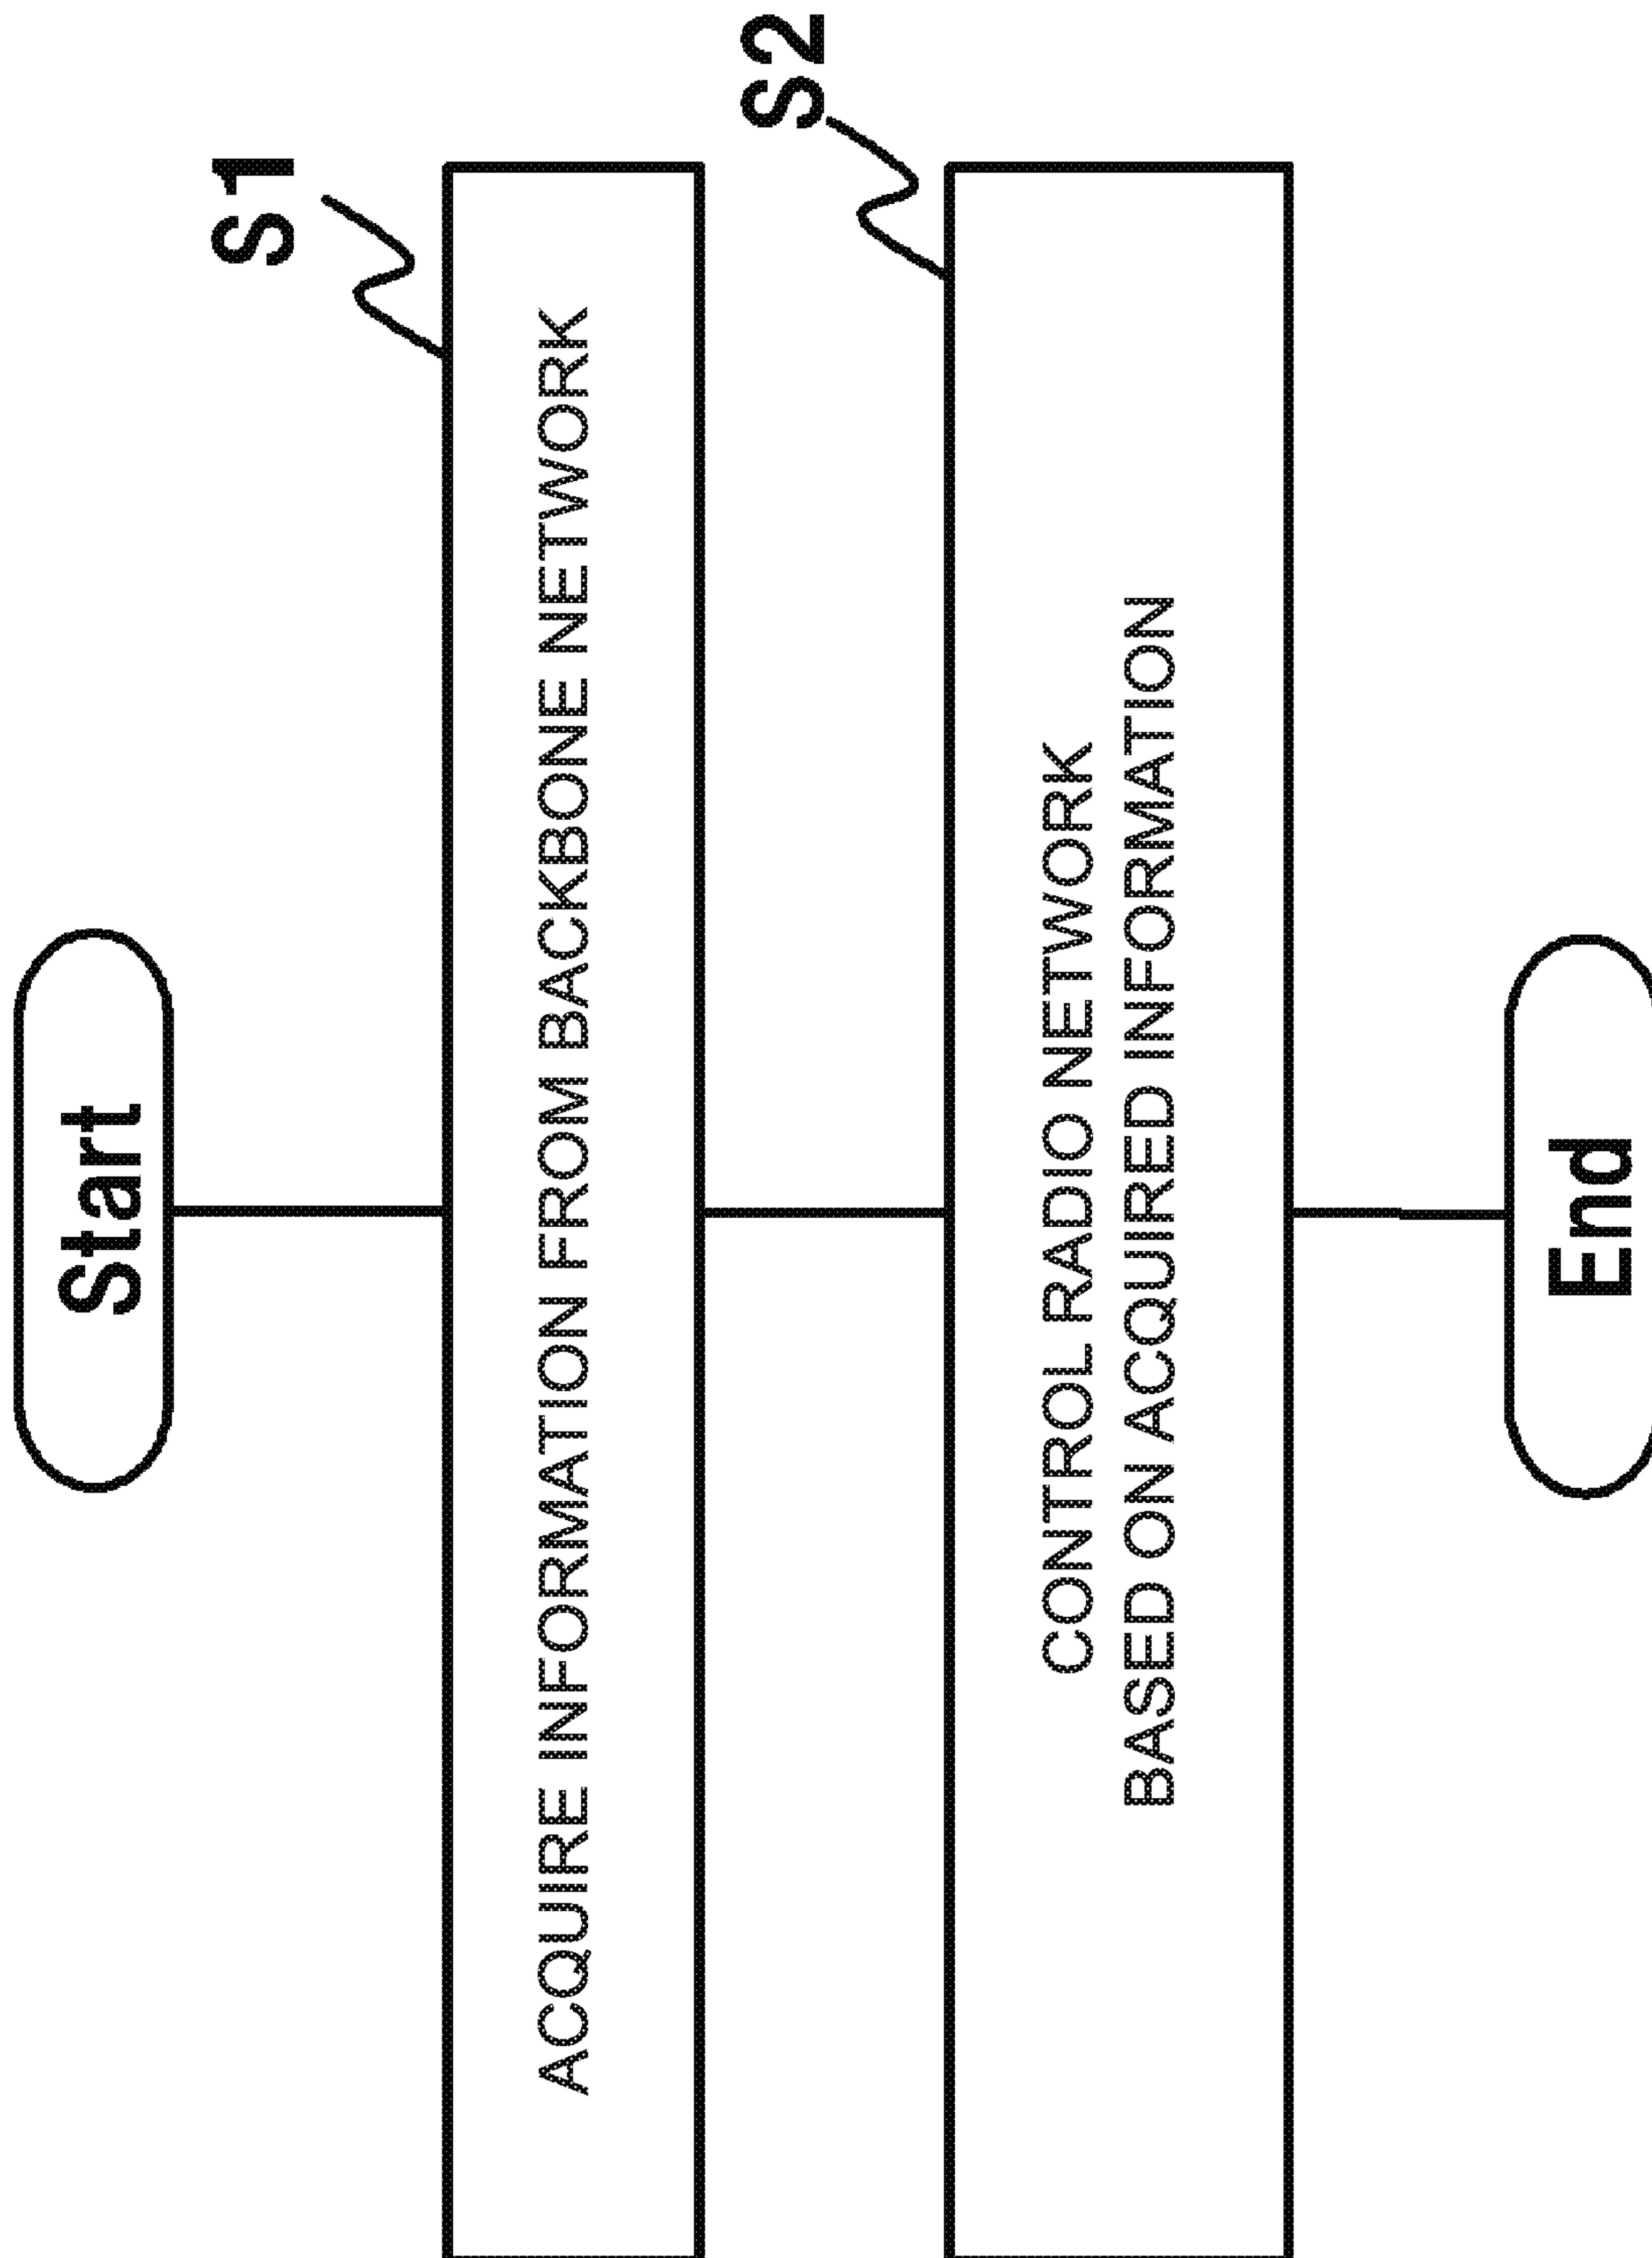 Start
S1
ACQUIRE INFORMATION FROM BACKBONE NETWORK
S2
CONTROL RADIO NETWORK
BASED ON ACQUIRED INFORMATION
End